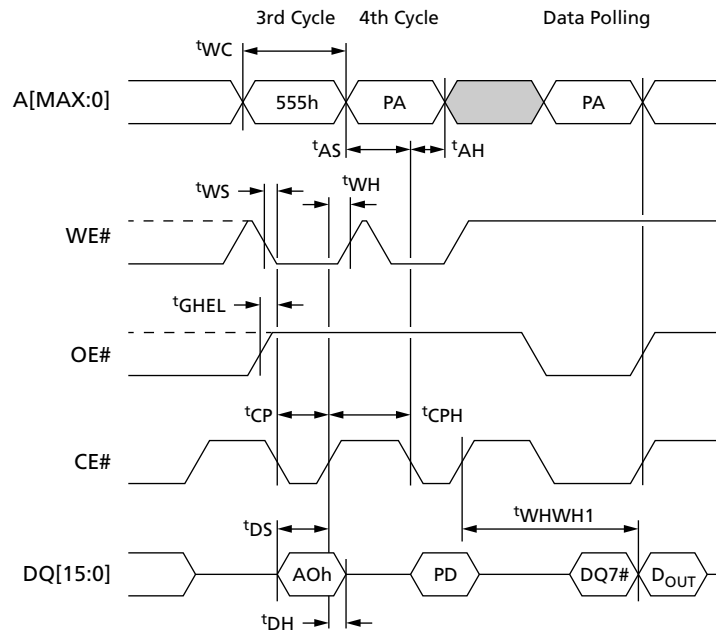 3rd Cycle 4th Cycle Data Polling
tWC
A[MAX:0] 555h PA PA
tAS tAH
tWS tWH
WE#
tGHEL
OE#
tCP tCPH
CE#
tWHWH1
tDS
DQ[15:0] AOh PD DQ7# DOUT
tDH